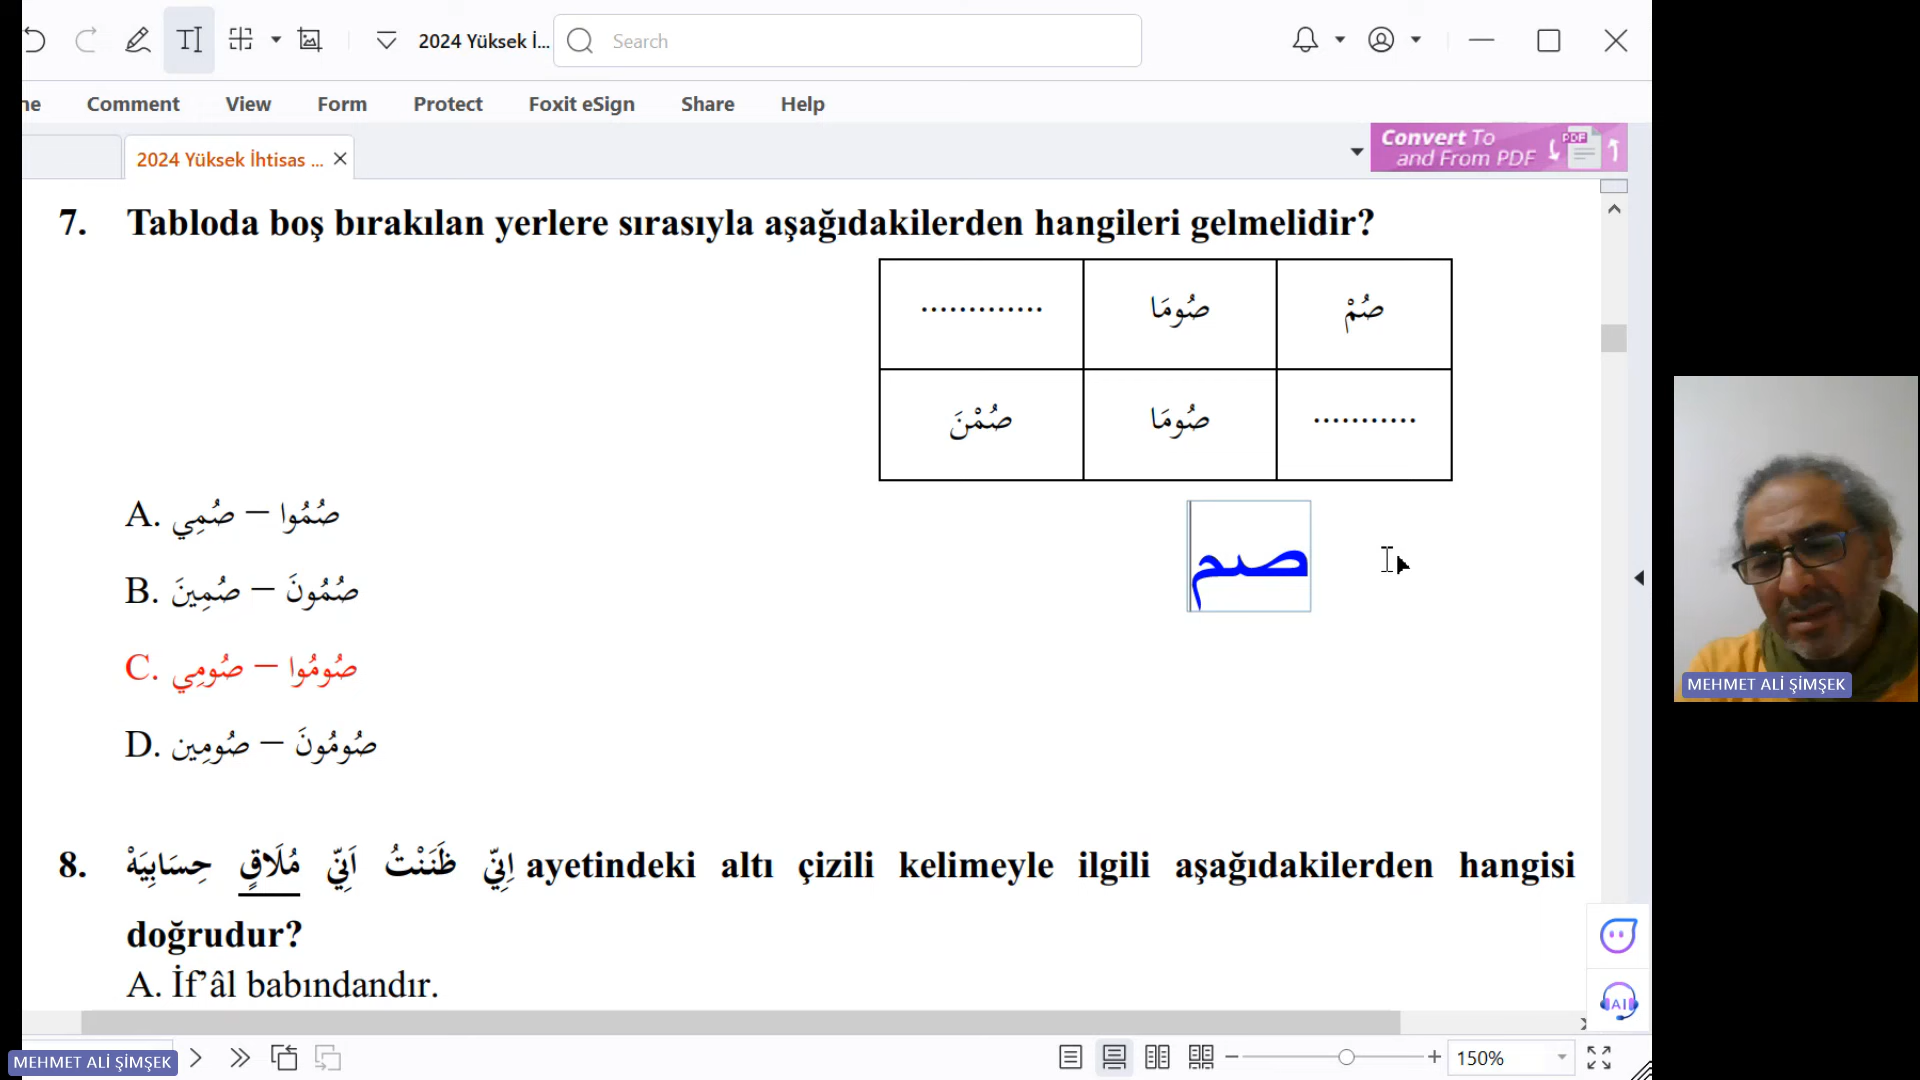 2024 Yüksek İ...
Search
Comment View Form Protect Foxit eSign Share Help
2024 Yüksek İhtisas ...
Convert To
and From PDF
PDF
7. Tabloda boş bırakılan yerlere sırasıyla aşağıdakilerden hangileri gelmelidir?
صُمْ صُومَا .............
........... صُومَا صُمْنَ
صم
A. صُمُوا – صُمِي
B. صُمُونَ – صُمِينَ
C. صُومُوا – صُومِي
D. صُومُونَ – صُومِين
8. اِنِّي ظَنَنْتُ اَنِّي مُلَاقٍ حِسَابِيَهْ ayetindeki altı çizili kelimeyle ilgili aşağıdakilerden hangisi
doğrudur?
A. İf’âl babındandır.
AI
150%
MEHMET ALİ ŞİMŞEK
MEHMET ALİ ŞİMŞEK